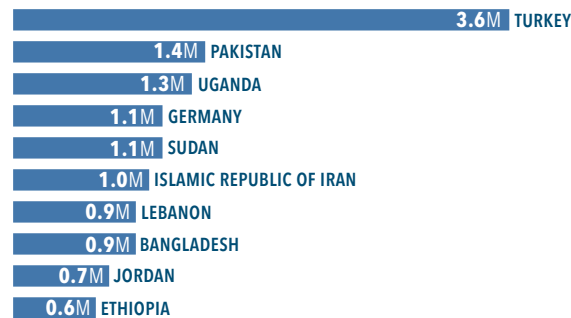 3.6M TURKEY
1.4M PAKISTAN
1.3M UGANDA
1.1M GERMANY
1.1M SUDAN
1.0M ISLAMIC REPUBLIC OF IRAN
0.9M LEBANON
0.9M BANGLADESH
0.7M JORDAN
0.6M ETHIOPIA